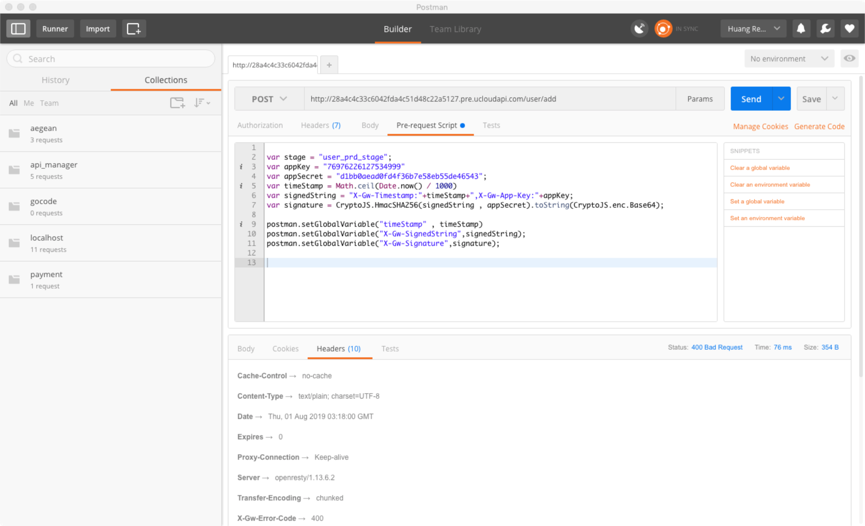 Postman
Runner
Import
Builder
Team Library
IN SYNC
Huang Re...
Search
History
Collections
All Me Team
aegean
3 requests
api_manager
5 requests
gocode
0 requests
localhost
11 requests
payment
1 request
http://28a4c4c33c6042fda4
+
No environment
POST
http://28a4c4c33c6042fda4c51d48c22a5127.pre.ucloudapi.com/user/add
Params
Send
Save
Authorization
Headers (7)
Body
Pre-request Script
Tests
Manage Cookies
Generate Code
1
2 var stage = "user_prd_stage";
i 3 var appKey = "76976226127534999"
4 var appSecret = "d1bb0aead0fd4f36b7e58eb55de46543";
i 5 var timeStamp = Math.ceil(Date.now() / 1000)
6 var signedString = "X-Gw-Timestamp:"+timeStamp+",X-Gw-App-Key:"+appKey;
7 var signature = CryptoJS.HmacSHA256(signedString , appSecret).toString(CryptoJS.enc.Base64);
8
i 9 postman.setGlobalVariable("timeStamp" , timeStamp)
10 postman.setGlobalVariable("X-Gw-SignedString",signedString);
11 postman.setGlobalVariable("X-Gw-Signature",signature);
12
13
SNIPPETS
Clear a global variable
Clear an environment variable
Set a global variable
Set an environment variable
Body
Cookies
Headers (10)
Tests
Status: 400 Bad Request
Time: 76 ms
Size: 354 B
Cache-Control → no-cache
Content-Type → text/plain; charset=UTF-8
Date → Thu, 01 Aug 2019 03:18:00 GMT
Expires → 0
Proxy-Connection → Keep-alive
Server → openresty/1.13.6.2
Transfer-Encoding → chunked
X-Gw-Error-Code → 400